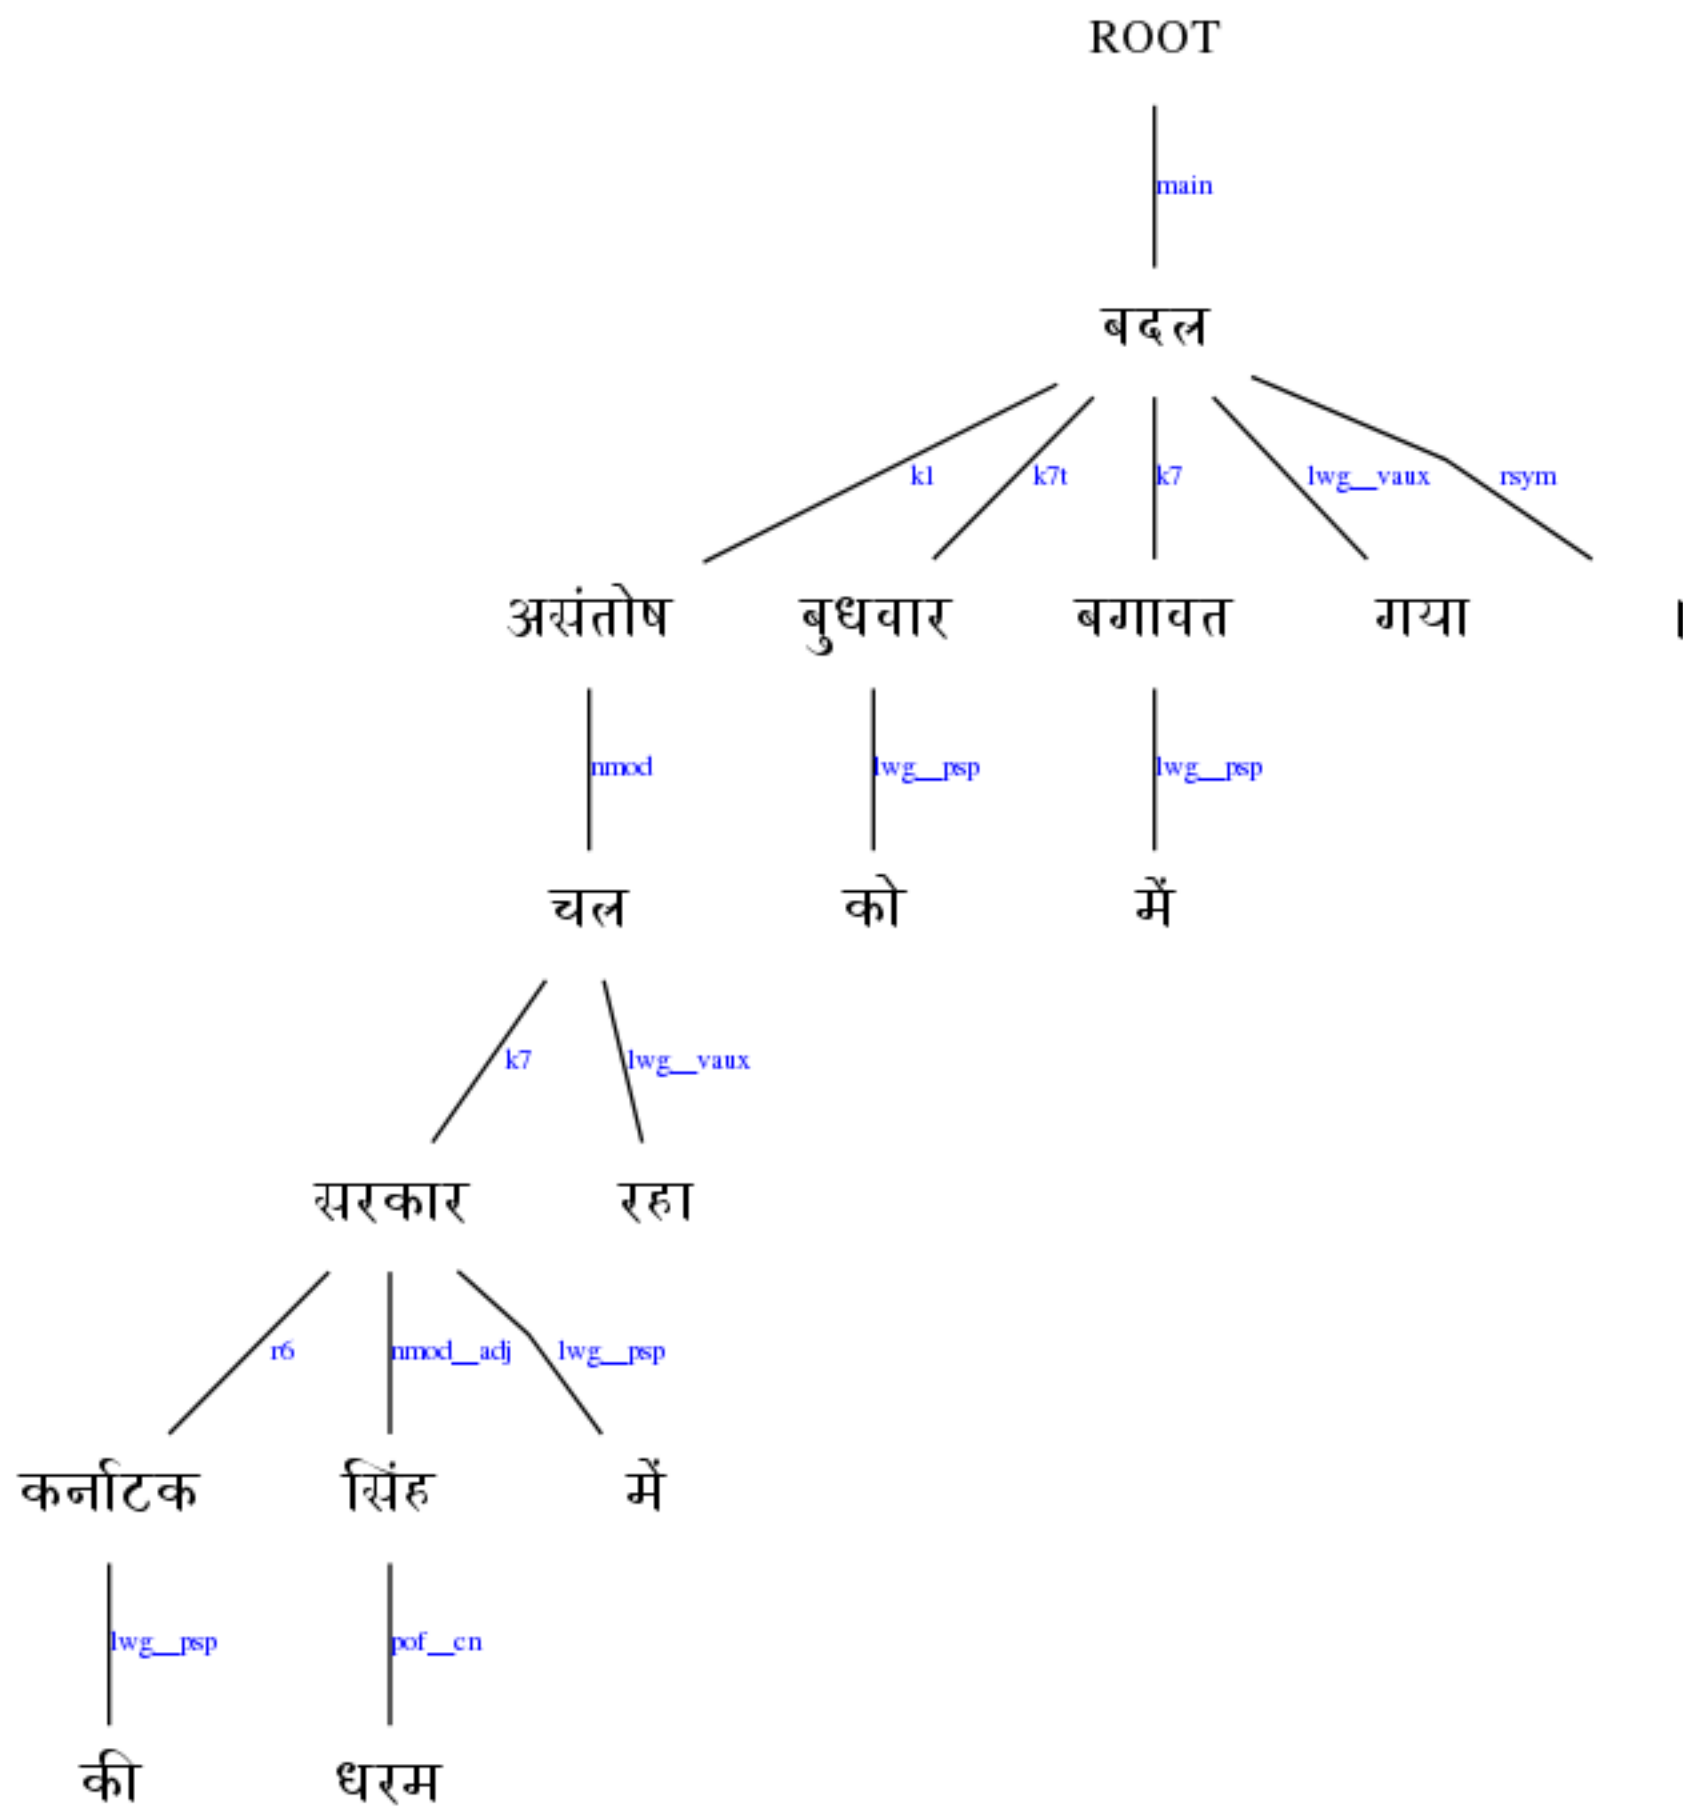 ROOT
main
बदल
k1 k7t k7 lwg__vaux rsym
असंतोष बुधवार बगावत गया ।
nmod lwg__psp lwg__psp
चल को में
k7 lwg__vaux
सरकार रहा
r6 nmod__adj lwg__psp
कर्नाटक सिंह में
lwg__psp pof__cn
की धरम